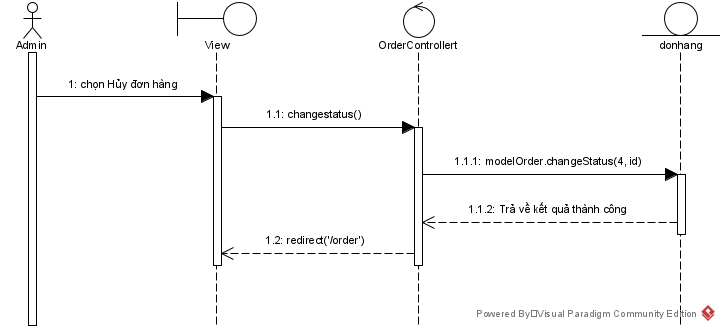 Admin
View
OrderControllert
donhang
1: chọn Hủy đơn hàng
1.1: changestatus()
1.1.1: modelOrder.changeStatus(4, id)
1.1.2: Trả về kết quả thành công
1.2: redirect('/order')
Powered By Visual Paradigm Community Edition